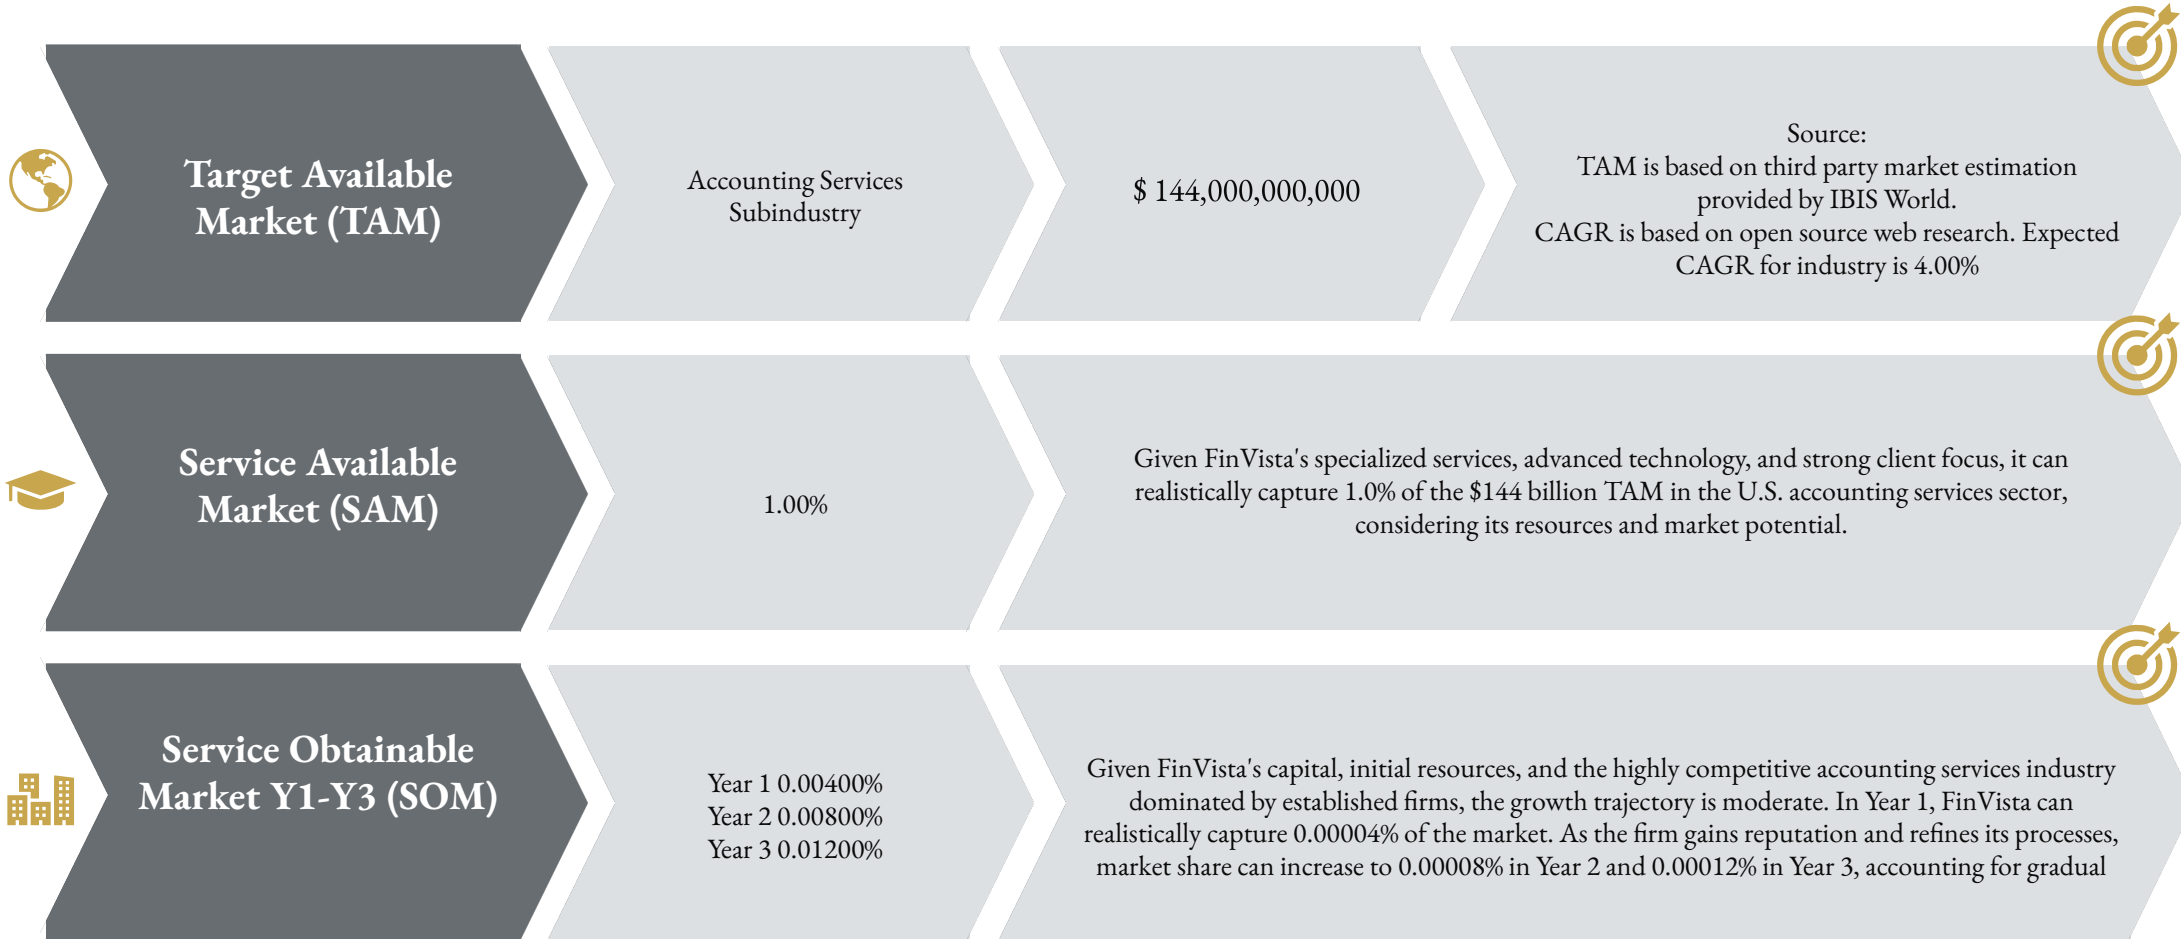 Target Available
Market (TAM)
Accounting Services
Subindustry
$ 144,000,000,000
Source:
TAM is based on third party market estimation
provided by IBIS World.
CAGR is based on open source web research. Expected
CAGR for industry is 4.00%
Service Available
Market (SAM)
1.00%
Given FinVista's specialized services, advanced technology, and strong client focus, it can
realistically capture 1.0% of the $144 billion TAM in the U.S. accounting services sector,
considering its resources and market potential.
Service Obtainable
Market Y1-Y3 (SOM)
Year 1 0.00400%
Year 2 0.00800%
Year 3 0.01200%
Given FinVista's capital, initial resources, and the highly competitive accounting services industry
dominated by established firms, the growth trajectory is moderate. In Year 1, FinVista can
realistically capture 0.00004% of the market. As the firm gains reputation and refines its processes,
market share can increase to 0.00008% in Year 2 and 0.00012% in Year 3, accounting for gradual